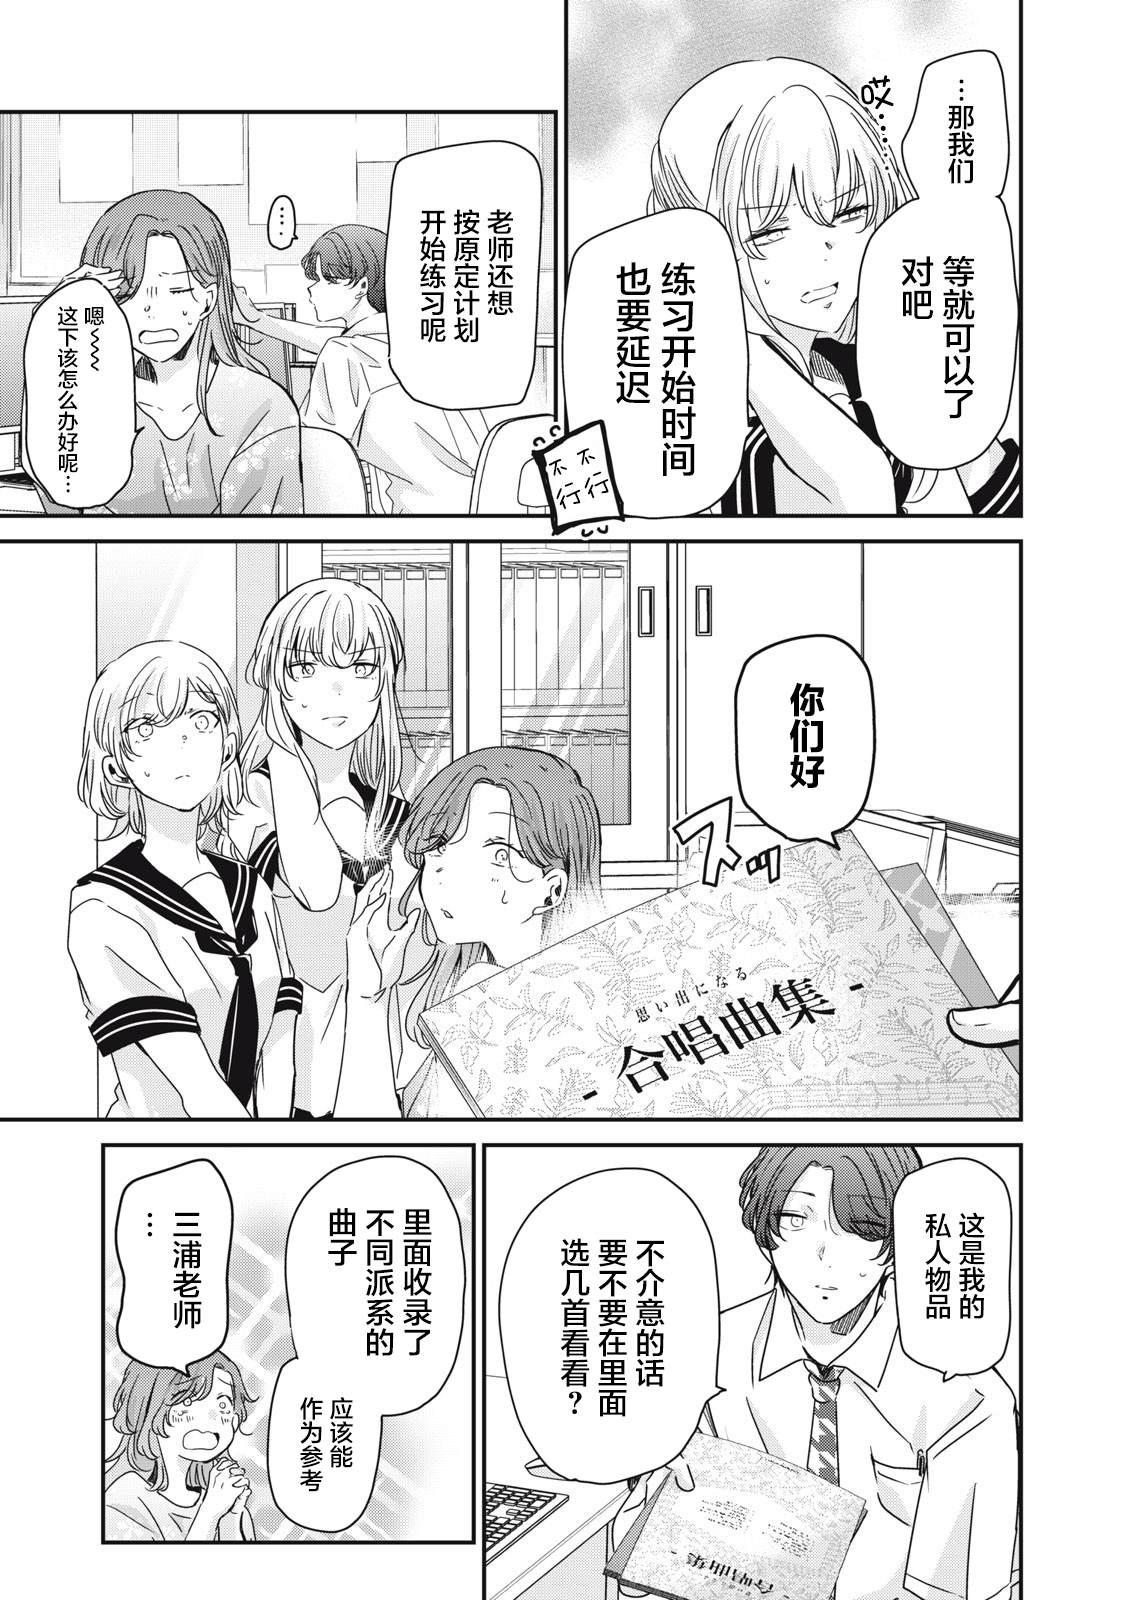 …那我们
等就可以了
对吧
哎……
练习开始时间
也要延迟
不行
不行
老师还想
按原定计划
开始练习呢
……
嗯~~~~
这下该怎么办好呢…
你们好
スッ
思い出になる
- 合唱曲集 -
这是我的
私人物品
不介意的话
要不要在里面
选几首看看？
合唱曲集
里面收录了
不同派系的
曲子
应该能
作为参考
三浦老师
…